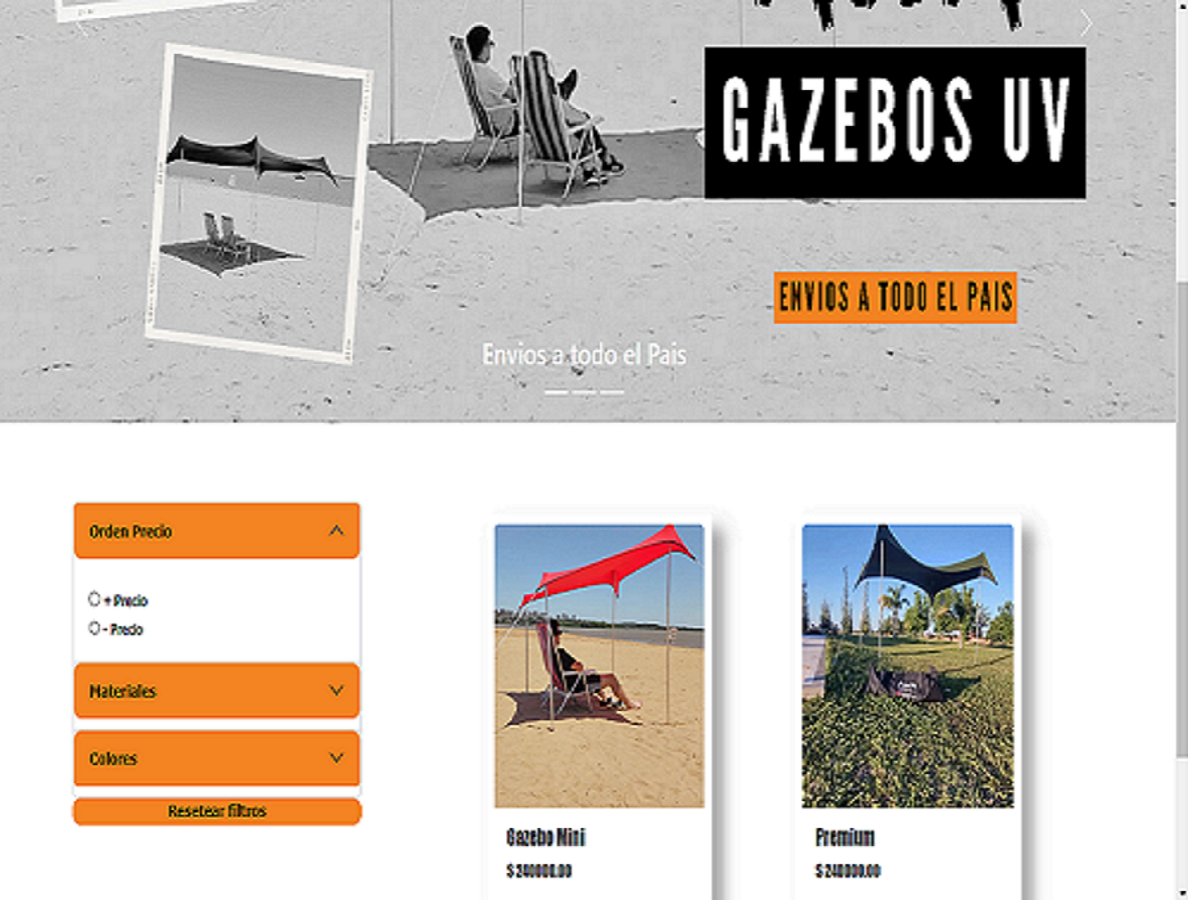 GAZEBOS UV
ENVIOS A TODO EL PAIS
Envios a todo el Pais
Orden Precio
+ Precio
- Precio
Materiales
Colores
Resetear filtros
Gazebo Mini
$ 240000.00
Premium
$ 240000.00